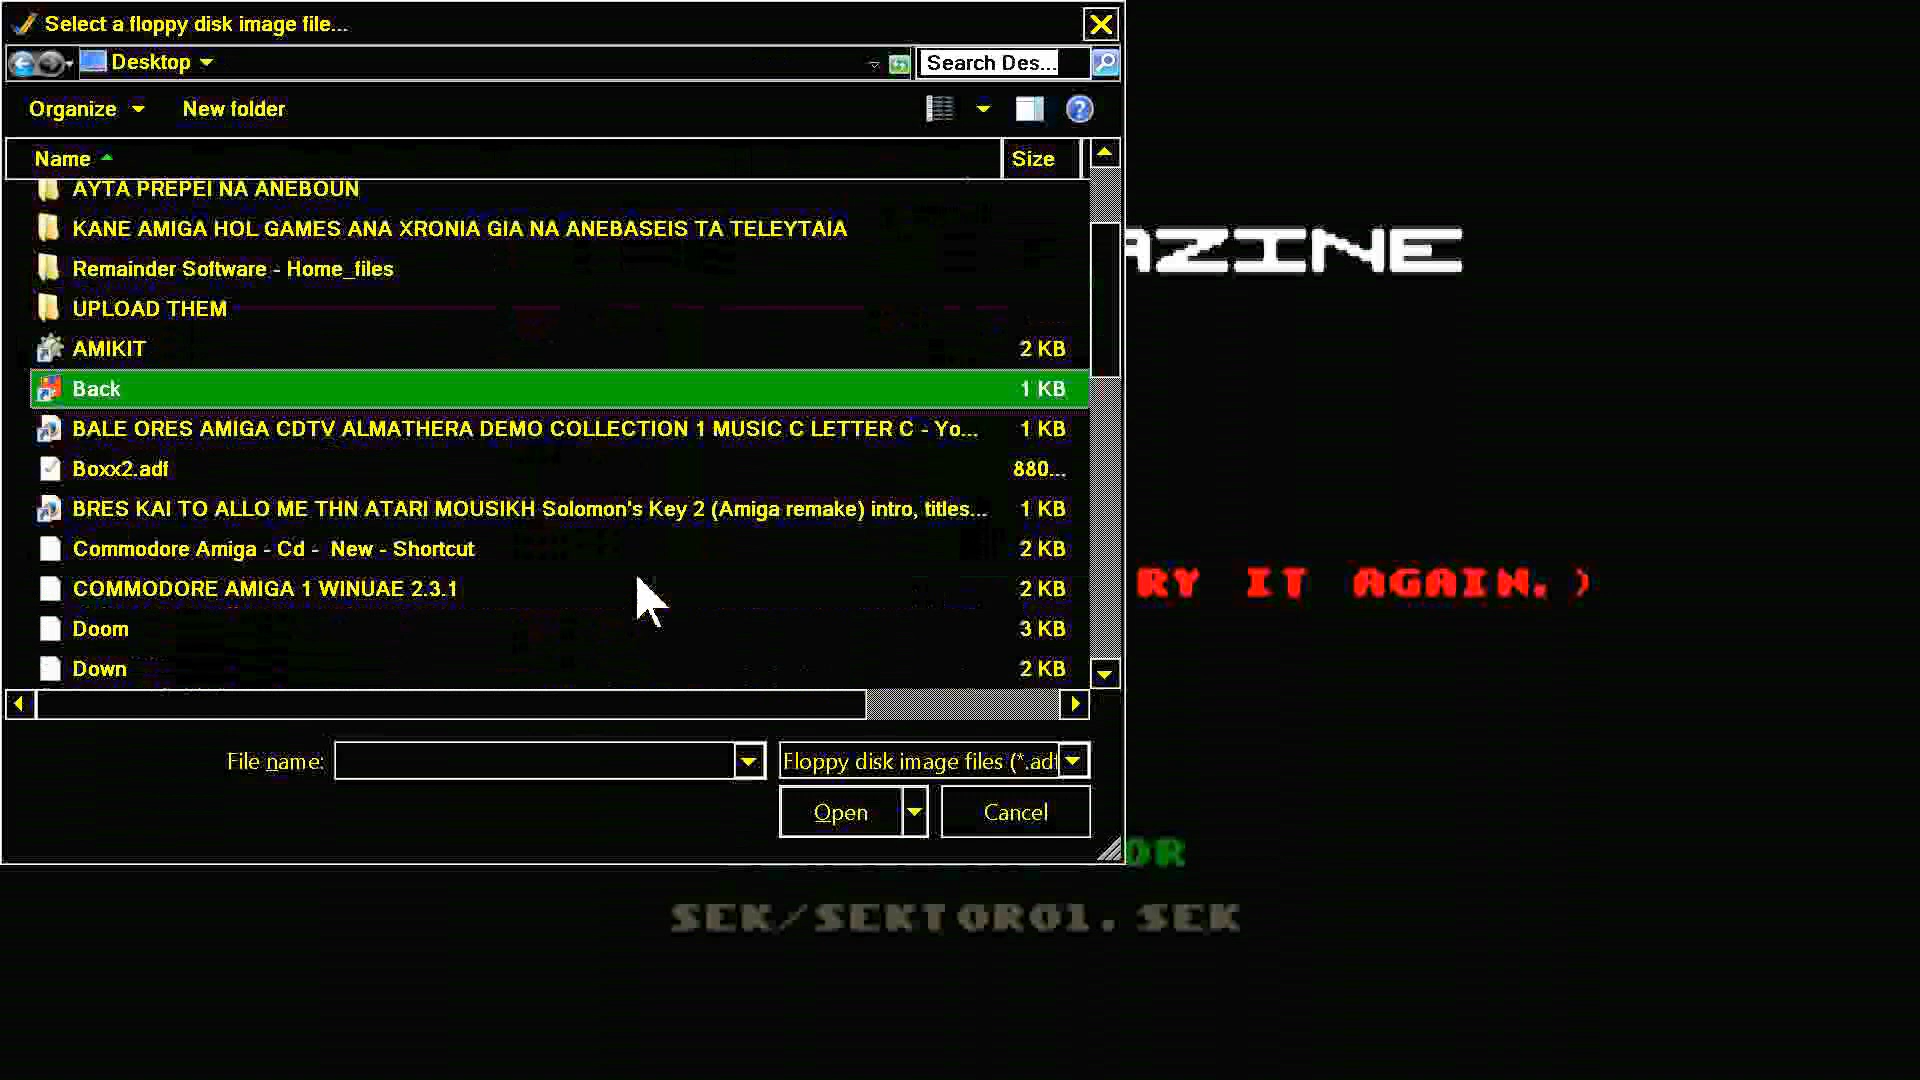 Select a floppy disk image file...
Desktop
Search Des...
Organize
New folder
Name
Size
AYTA PREPEI NA ANEBOUN
KANE AMIGA HOL GAMES ANA XRONIA GIA NA ANEBASEIS TA TELEYTAIA
Remainder Software - Home_files
UPLOAD THEM
AMIKIT 2 KB
Back 1 KB
BALE ORES AMIGA CDTV ALMATHERA DEMO COLLECTION 1 MUSIC C LETTER C - Yo... 1 KB
Boxx2.adf 880...
BRES KAI TO ALLO ME THN ATARI MOUSIKH Solomon's Key 2 (Amiga remake) intro, titles... 1 KB
Commodore Amiga - Cd - New - Shortcut 2 KB
COMMODORE AMIGA 1 WINUAE 2.3.1 2 KB
Doom 3 KB
Down 2 KB
File name:
Floppy disk image files (*.adf
Open
Cancel
AZINE
RY IT AGAIN.)
OR
SEK/SEKTOR01.SEK